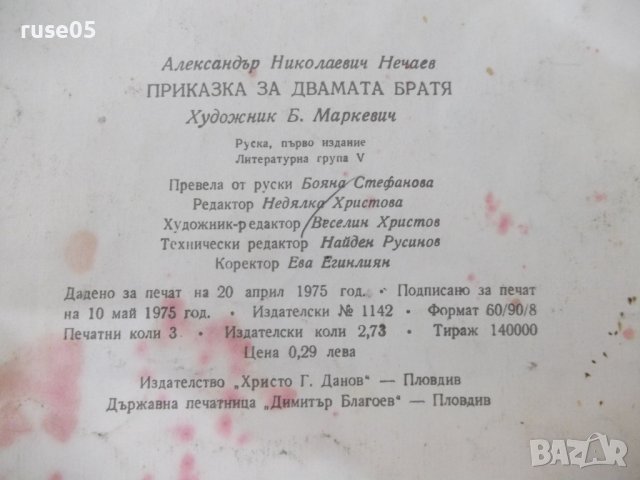 ruse05
Александър Николаевич Нечаев
ПРИКАЗКА ЗА ДВАМАТА БРАТЯ
Художник Б. Маркевич
Руска, първо издание
Литературна група V
Превела от руски Бояна Стефанова
Редактор Недялка Христова
Художник-редактор Веселин Христов
Технически редактор Найден Русинов
Коректор Ева Егинлиян
Дадено за печат на 20 април 1975 год. • Подписано за печат
на 10 май 1975 год. • Издателски № 1142 • Формат 60/90/8
Печатни коли 3 • Издателски коли 2,73 • Тираж 140000
Цена 0,29 лева
Издателство „Христо Г. Данов“ — Пловдив
Държавна печатница „Димитър Благоев“ — Пловдив
BAZAR